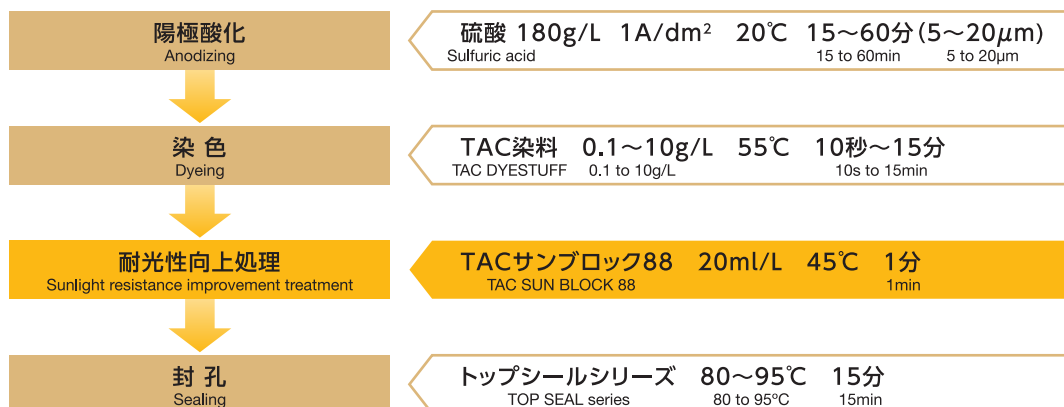 陽極酸化
Anodizing
硫酸 180g/L 1A/dm² 20℃ 15～60分(5～20μm)
Sulfuric acid 15 to 60min 5 to 20μm
染 色
Dyeing
TAC染料 0.1～10g/L 55℃ 10秒～15分
TAC DYESTUFF 0.1 to 10g/L 10s to 15min
耐光性向上処理
Sunlight resistance improvement treatment
TACサンブロック88 20ml/L 45℃ 1分
TAC SUN BLOCK 88 1min
封 孔
Sealing
トップシールシリーズ 80～95℃ 15分
TOP SEAL series 80 to 95℃ 15min